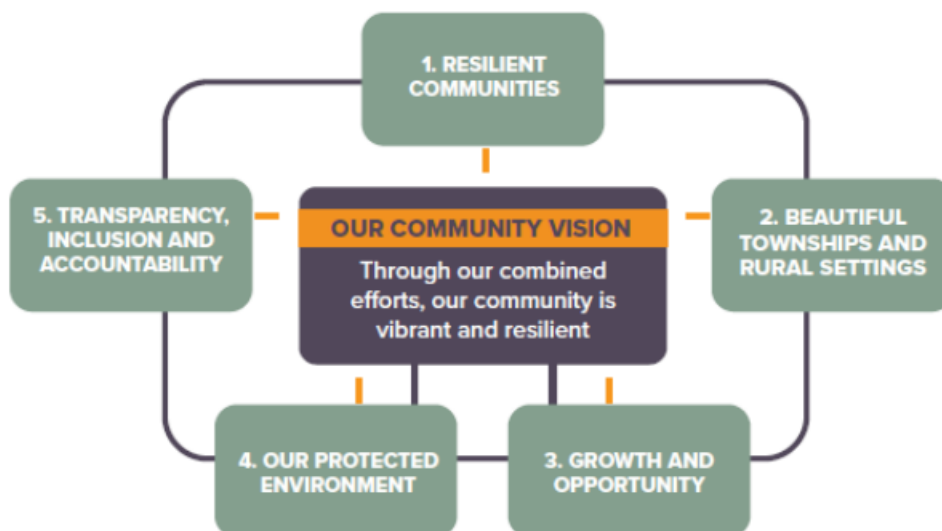 1. RESILIENT
COMMUNITIES
5. TRANSPARENCY,
INCLUSION AND
ACCOUNTABILITY
OUR COMMUNITY VISION
Through our combined
efforts, our community is
vibrant and resilient
2. BEAUTIFUL
TOWNSHIPS AND
RURAL SETTINGS
4. OUR PROTECTED
ENVIRONMENT
3. GROWTH AND
OPPORTUNITY